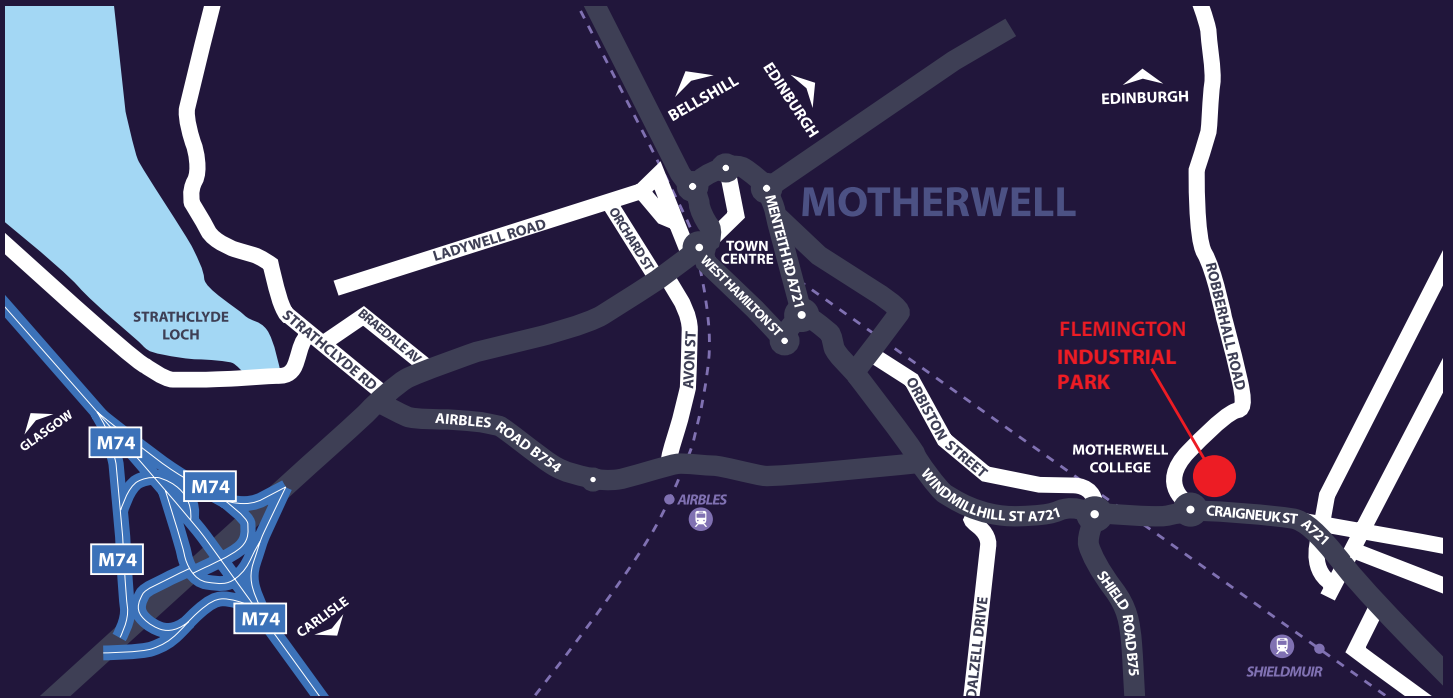 BELLSHILL
EDINBURGH
EDINBURGH
MOTHERWELL
LADYWELL ROAD
ORCHARD ST
TOWN
CENTRE
MENTEITH RD A721
WEST HAMILTON ST
ROBBERHALL ROAD
STRATHCLYDE
LOCH
STRATHCLYDE RD
BRAEDALE AV
AVON ST
FLEMINGTON
INDUSTRIAL
PARK
GLASGOW
M74
M74
M74
M74
CARLISLE
AIRBLES ROAD B754
ORBISTON STREET
MOTHERWELL
COLLEGE
AIRBLES
WINDMILLHILL ST A721
CRAIGNEUK ST A721
DALZELL DRIVE
SHIELD ROAD B75
SHIELDMUIR